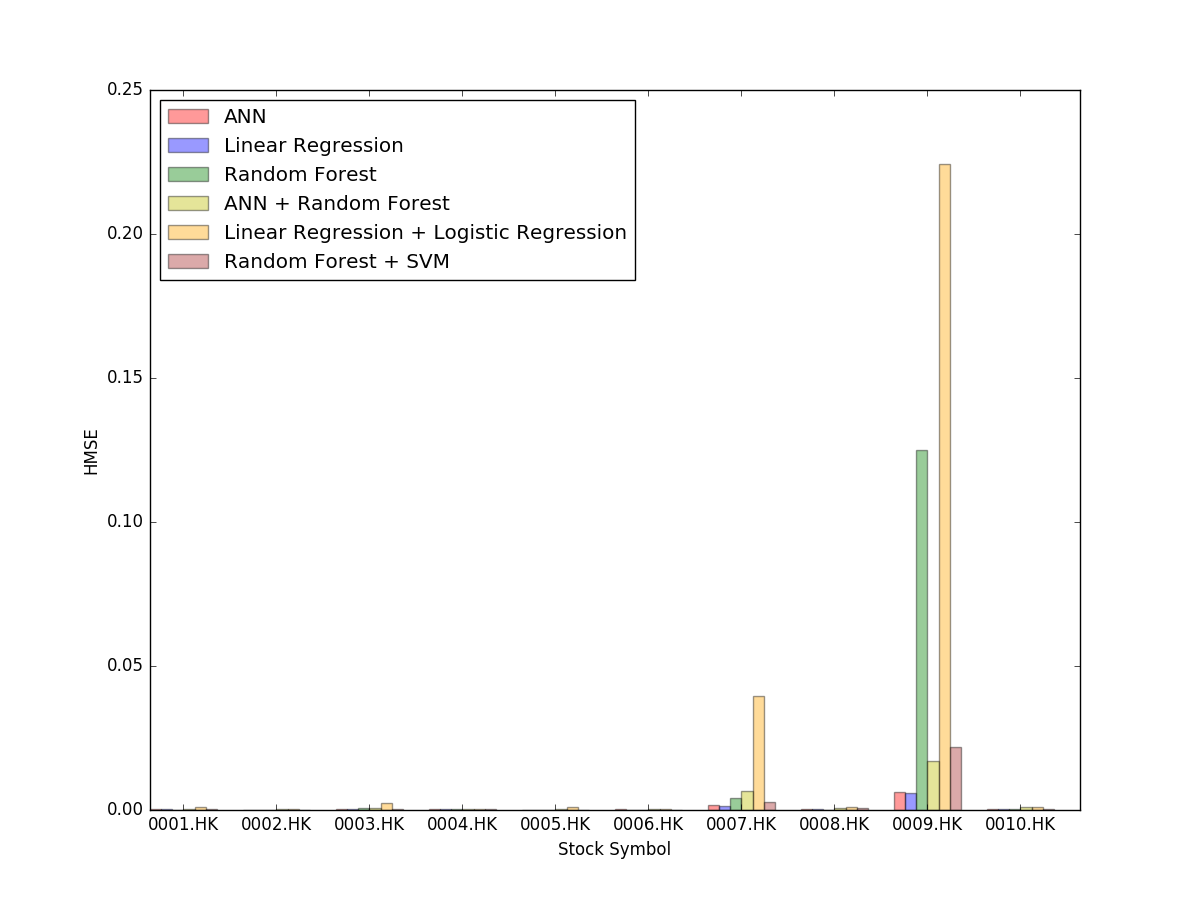 0.25
0.20
0.15
0.10
0.05
0.00
HMSE
ANN
Linear Regression
Random Forest
ANN + Random Forest
Linear Regression + Logistic Regression
Random Forest + SVM
0001.HK 0002.HK 0003.HK 0004.HK 0005.HK 0006.HK 0007.HK 0008.HK 0009.HK 0010.HK
Stock Symbol